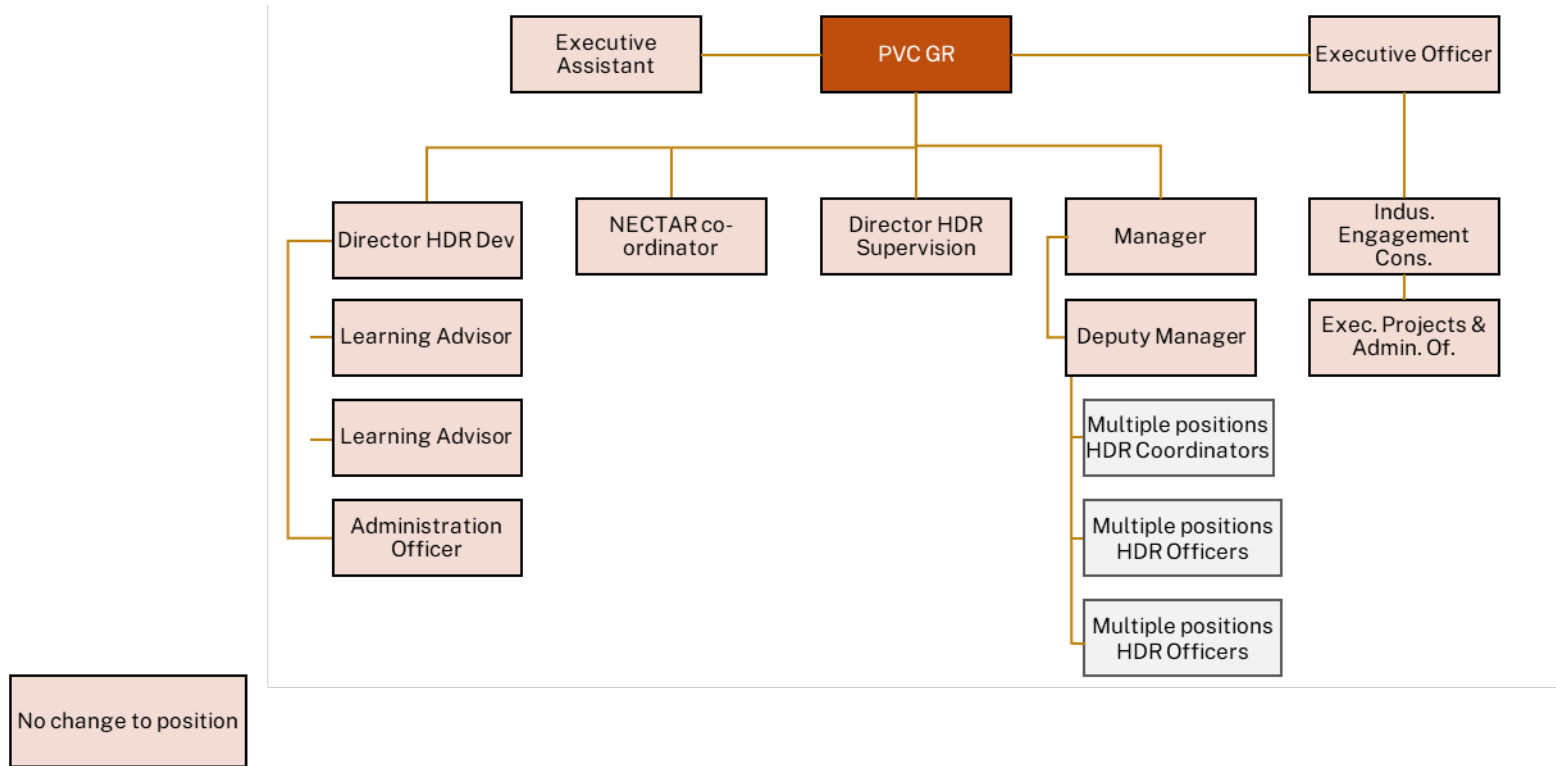 Executive
Assistant
PVC GR
Executive Officer
Director HDR Dev
NECTAR co-
ordinator
Director HDR
Supervision
Manager
Indus.
Engagement
Cons.
Learning Advisor
Deputy Manager
Exec. Projects &
Admin. Of.
Learning Advisor
Multiple positions
HDR Coordinators
Administration
Officer
Multiple positions
HDR Officers
Multiple positions
HDR Officers
No change to position